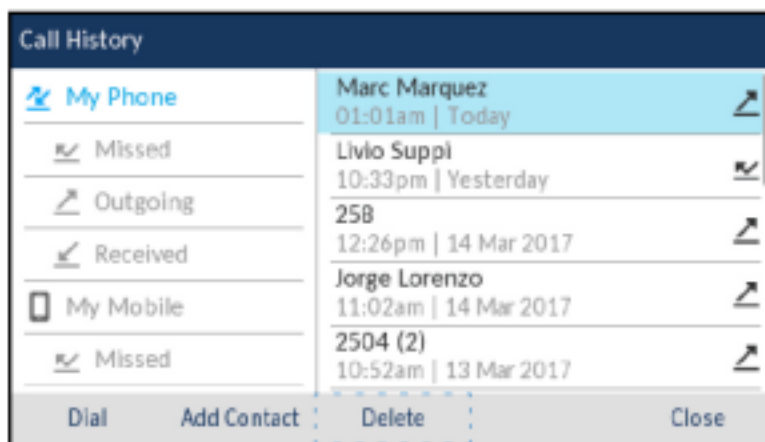 Call History
My Phone
Missed
Outgoing
Received
My Mobile
Missed
Marc Marquez
01:01am | Today
Livio Suppi
10:33pm | Yesterday
258
12:26pm | 14 Mar 2017
Jorge Lorenzo
11:02am | 14 Mar 2017
2504 (2)
10:52am | 13 Mar 2017
Dial Add Contact Delete Close